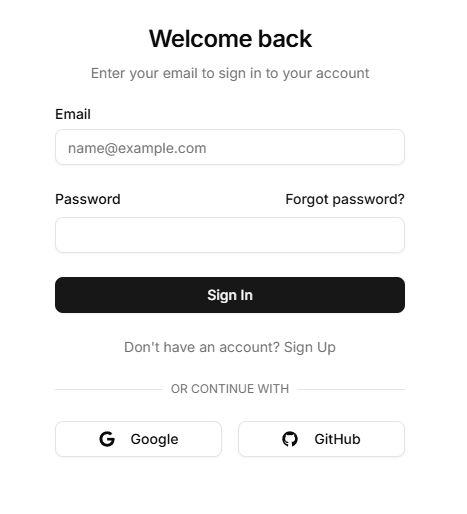 Welcome back
Enter your email to sign in to your account
Email
name@example.com
Password Forgot password?
Sign In
Don't have an account? Sign Up
OR CONTINUE WITH
Google GitHub